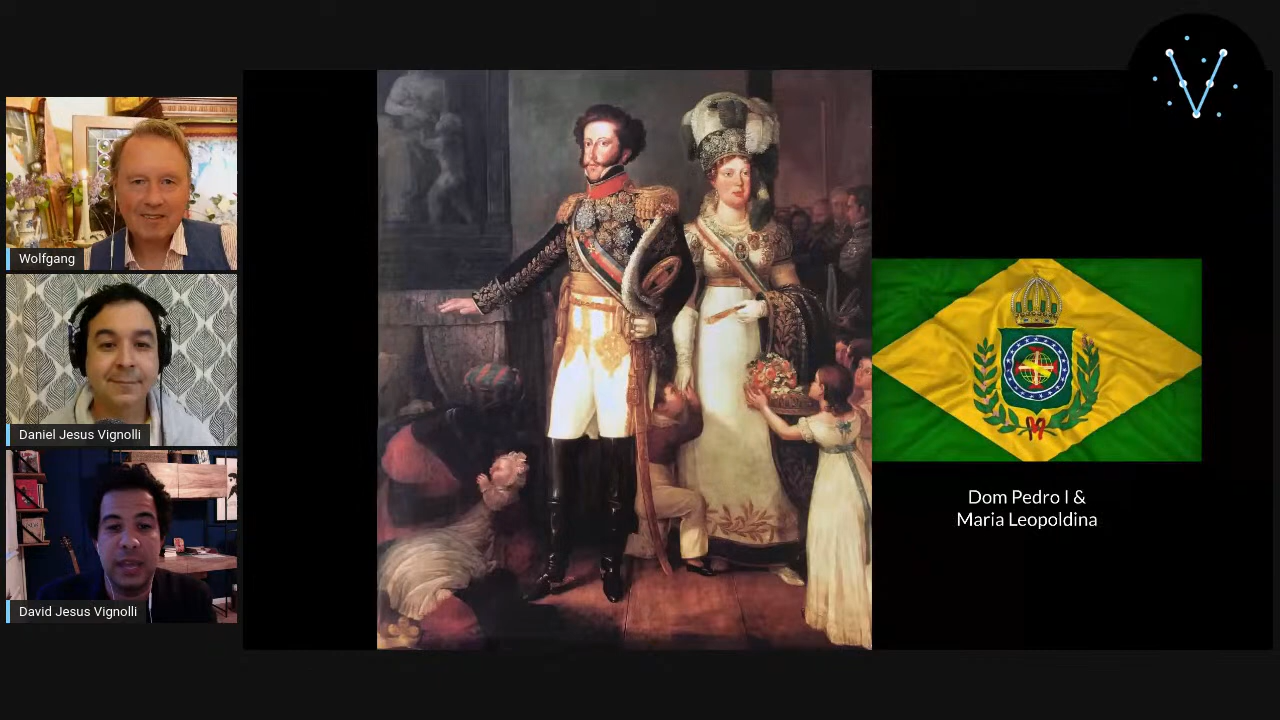 Wolfgang
Daniel Jesus Vignolli
David Jesus Vignolli
Dom Pedro I &
Maria Leopoldina